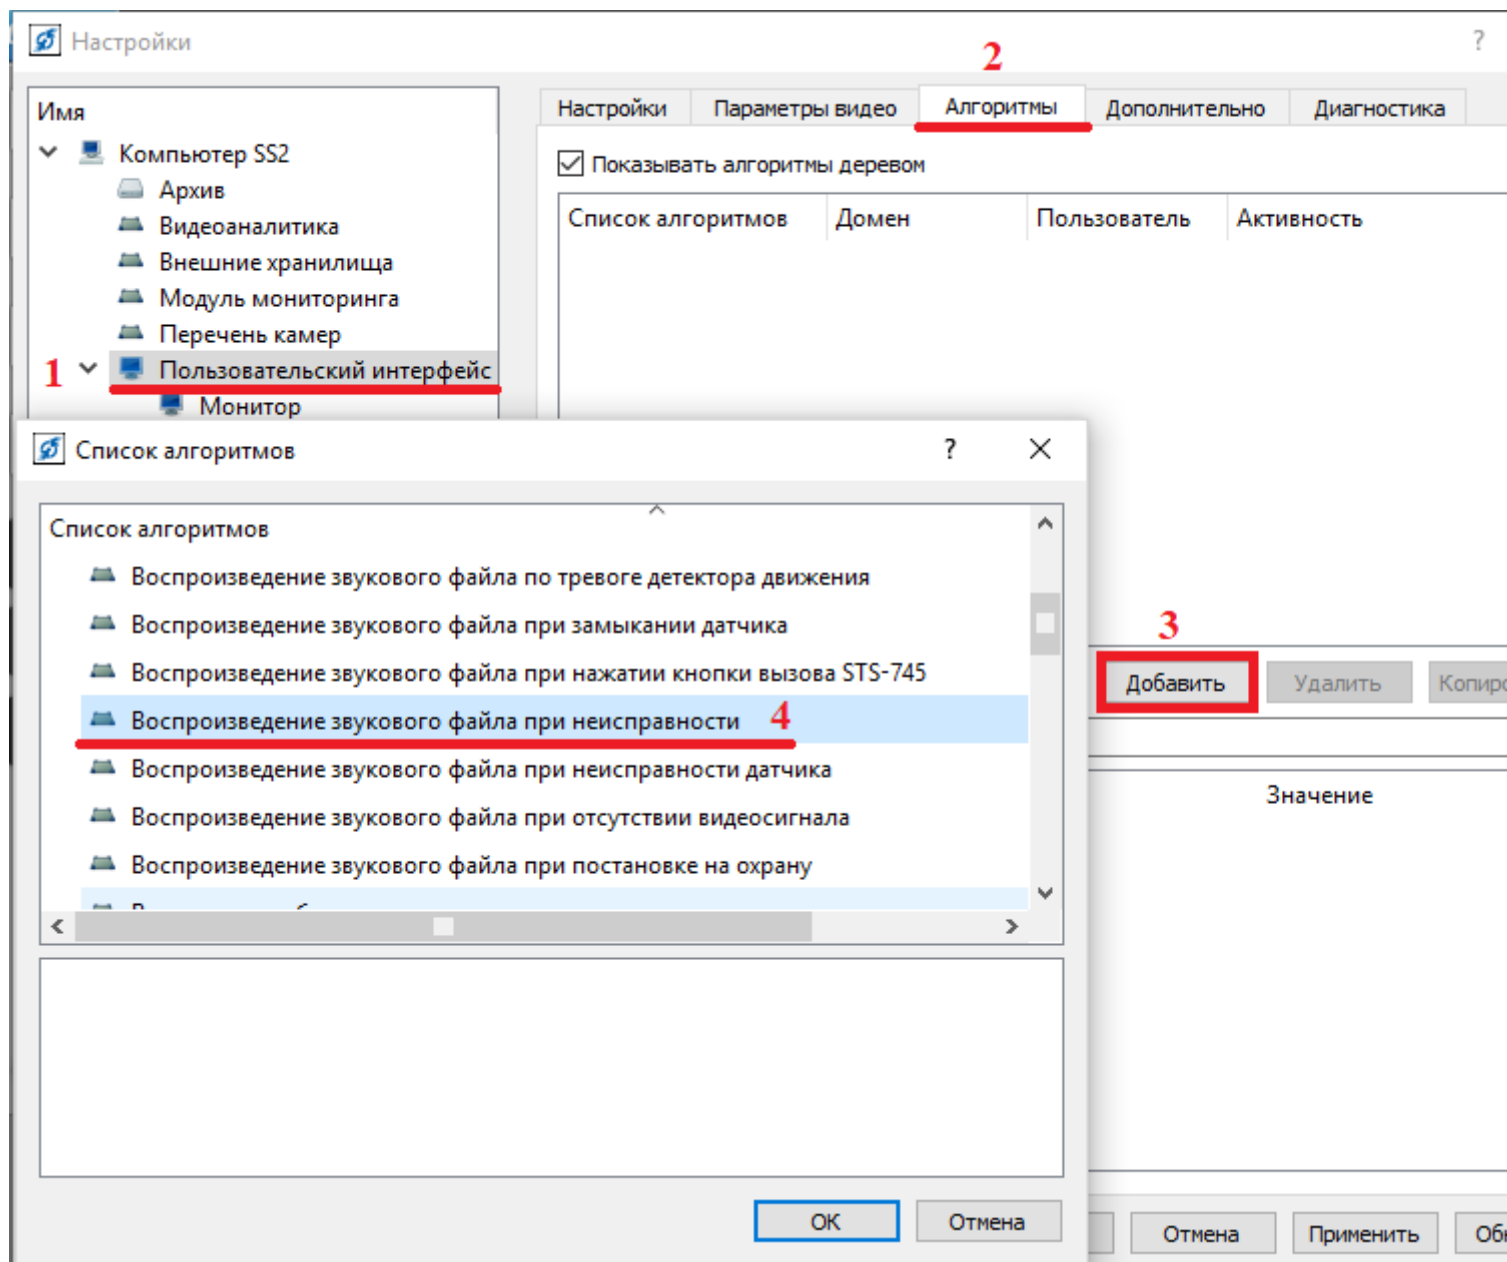 Настройки
?
2
Имя
Компьютер SS2
Архив
Видеоаналитика
Внешние хранилища
Модуль мониторинга
Перечень камер
1 Пользовательский интерфейс
Монитор
Настройки Параметры видео Алгоритмы Дополнительно Диагностика
Показывать алгоритмы деревом
Список алгоритмов Домен Пользователь Активность
Список алгоритмов
?
Список алгоритмов
Воспроизведение звукового файла по тревоге детектора движения
Воспроизведение звукового файла при замыкании датчика
Воспроизведение звукового файла при нажатии кнопки вызова STS-745
Воспроизведение звукового файла при неисправности 4
Воспроизведение звукового файла при неисправности датчика
Воспроизведение звукового файла при отсутствии видеосигнала
Воспроизведение звукового файла при постановке на охрану
OK Отмена
3
Добавить Удалить Копиро
Значение
Отмена Применить Об